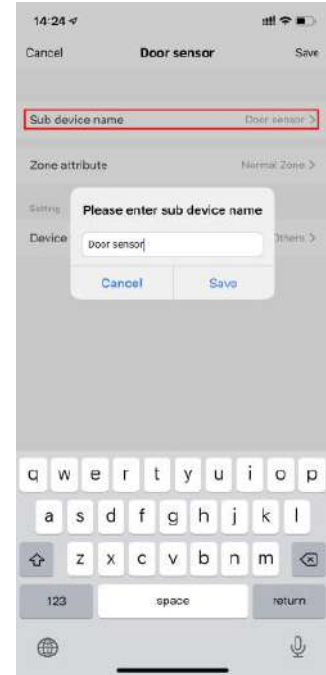 14:24
Cancel Door sensor Save
Sub device name Door sensor >
Zone attribute Normal Zone >
Setting
Please enter sub device name
Device Others >
Door sensor
Cancel Save
q w e r t y u i o p
a s d f g h j k l
z x c v b n m
123 space return